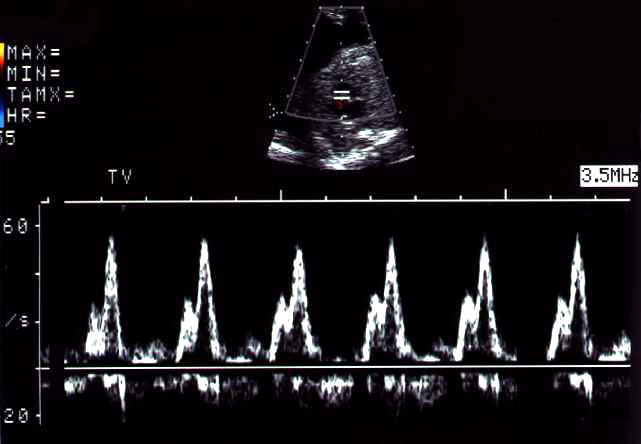 MAX=
MIN=
TAMX=
HR=
55
TV
3.5MHz
60
/s
20